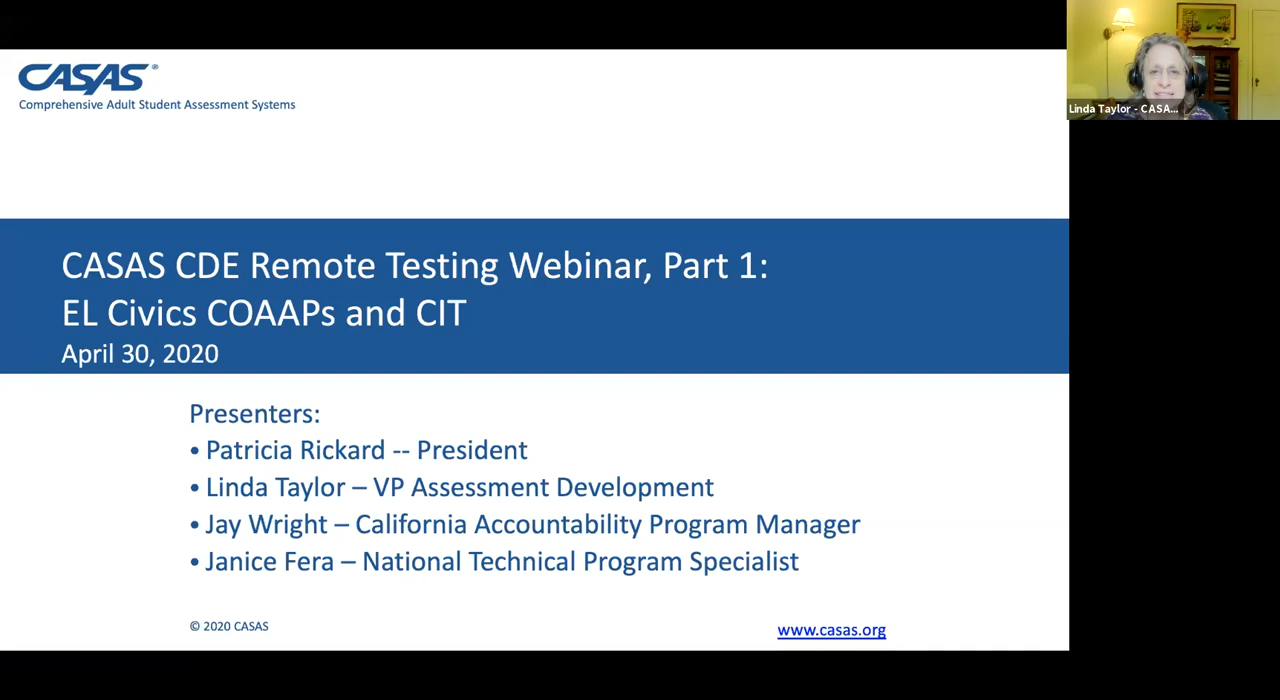 CASAS®
Comprehensive Adult Student Assessment Systems
Linda Taylor - CASA...
CASAS CDE Remote Testing Webinar, Part 1:
EL Civics COAAPs and CIT
April 30, 2020
Presenters:
• Patricia Rickard -- President
• Linda Taylor – VP Assessment Development
• Jay Wright – California Accountability Program Manager
• Janice Fera – National Technical Program Specialist
© 2020 CASAS
www.casas.org